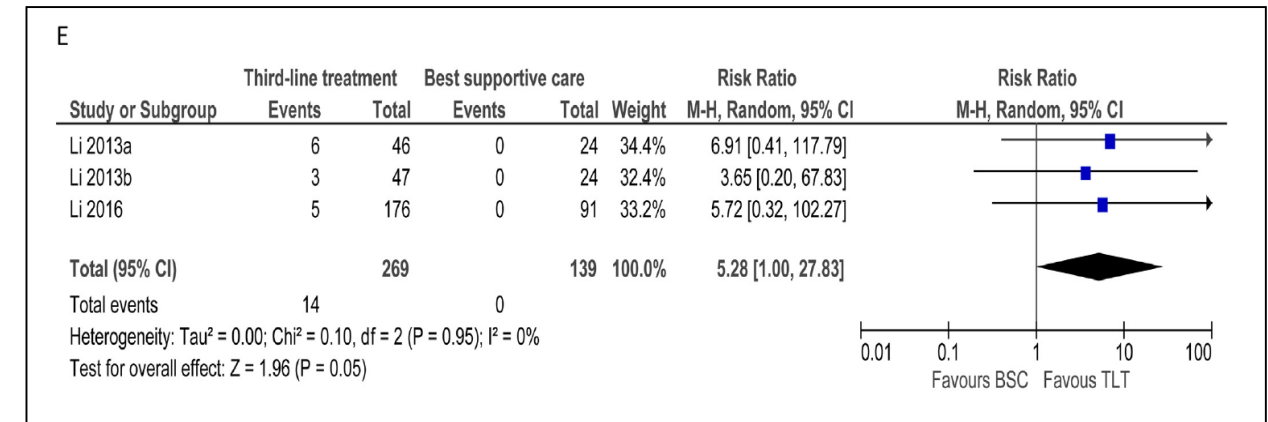 E
Third-line treatment Best supportive care Risk Ratio Risk Ratio
Study or Subgroup Events Total Events Total Weight M-H, Random, 95% CI M-H, Random, 95% CI
Li 2013a 6 46 0 24 34.4% 6.91 [0.41, 117.79]
Li 2013b 3 47 0 24 32.4% 3.65 [0.20, 67.83]
Li 2016 5 176 0 91 33.2% 5.72 [0.32, 102.27]
Total (95% CI) 269 139 100.0% 5.28 [1.00, 27.83]
Total events 14 0
Heterogeneity: Tau² = 0.00; Chi² = 0.10, df = 2 (P = 0.95); I² = 0%
Test for overall effect: Z = 1.96 (P = 0.05)
0.01 0.1 1 10 100
Favours BSC Favous TLT